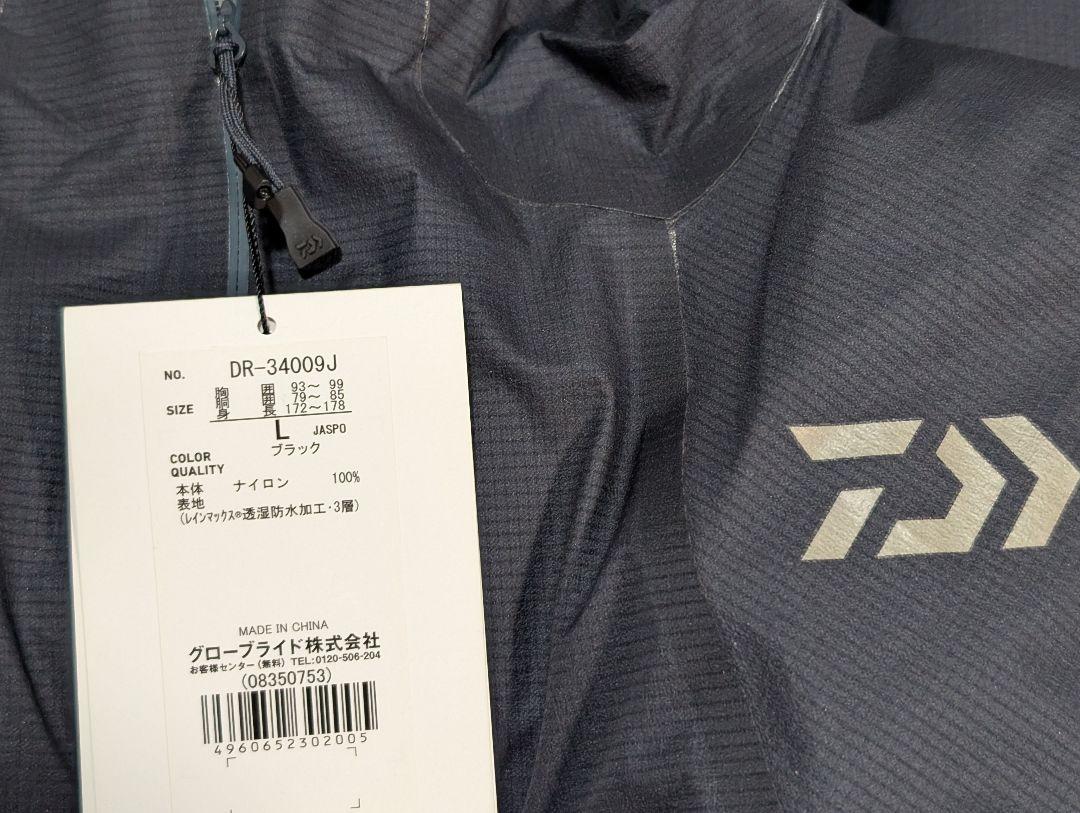 NO. DR-34009J
SIZE 胸 囲 93〜 99
胴 囲 79〜 85
身 長 172〜178
L JASPO
COLOR ブラック
QUALITY
本体 ナイロン 100%
表地
(レインマックス®透湿防水加工・3層)
MADE IN CHINA
グローブライド株式会社
お客様センター(無料) TEL:0120-506-204
(08350753)
4960652302005